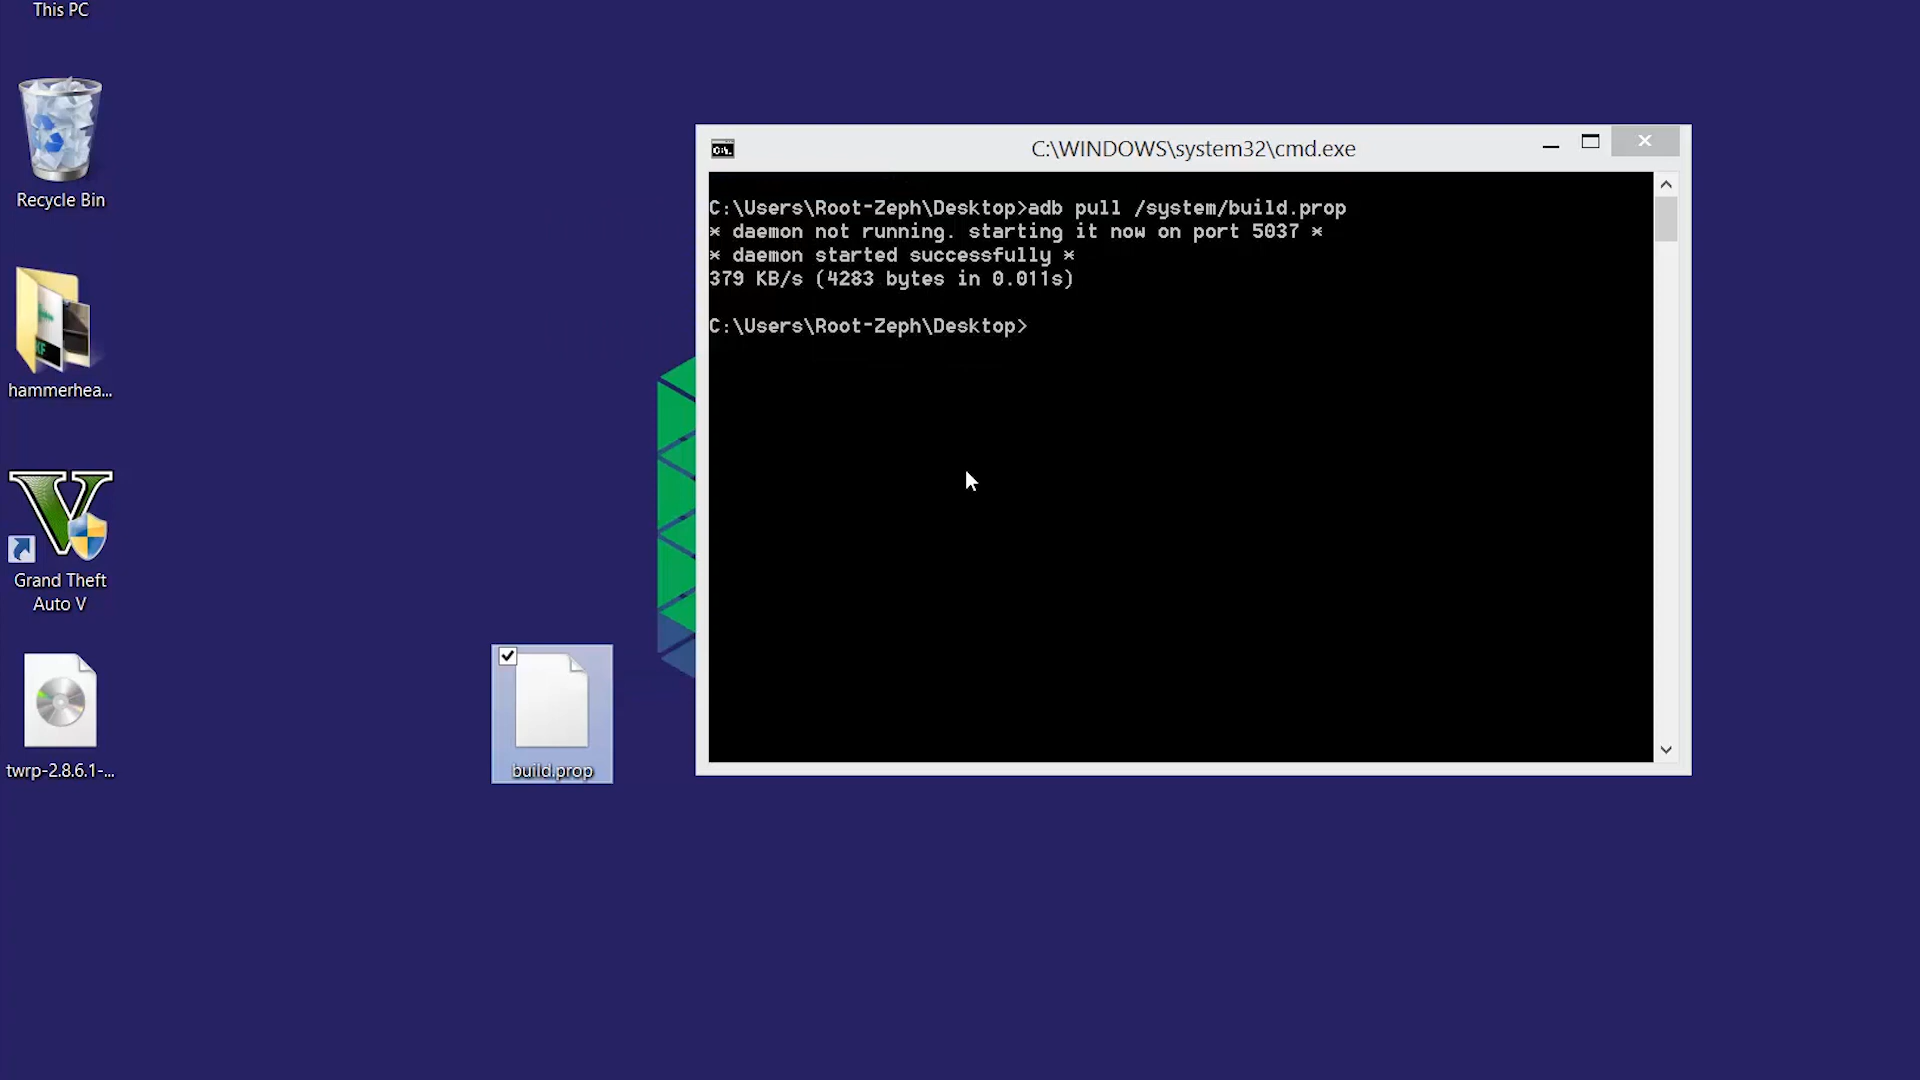 This PC
Recycle Bin
hammerhea...
Grand Theft
Auto V
twrp-2.8.6.1-...
build.prop
C:\WINDOWS\system32\cmd.exe
C:\Users\Root-Zeph\Desktop>adb pull /system/build.prop
* daemon not running. starting it now on port 5037 *
* daemon started successfully *
379 KB/s (4283 bytes in 0.011s)
C:\Users\Root-Zeph\Desktop>